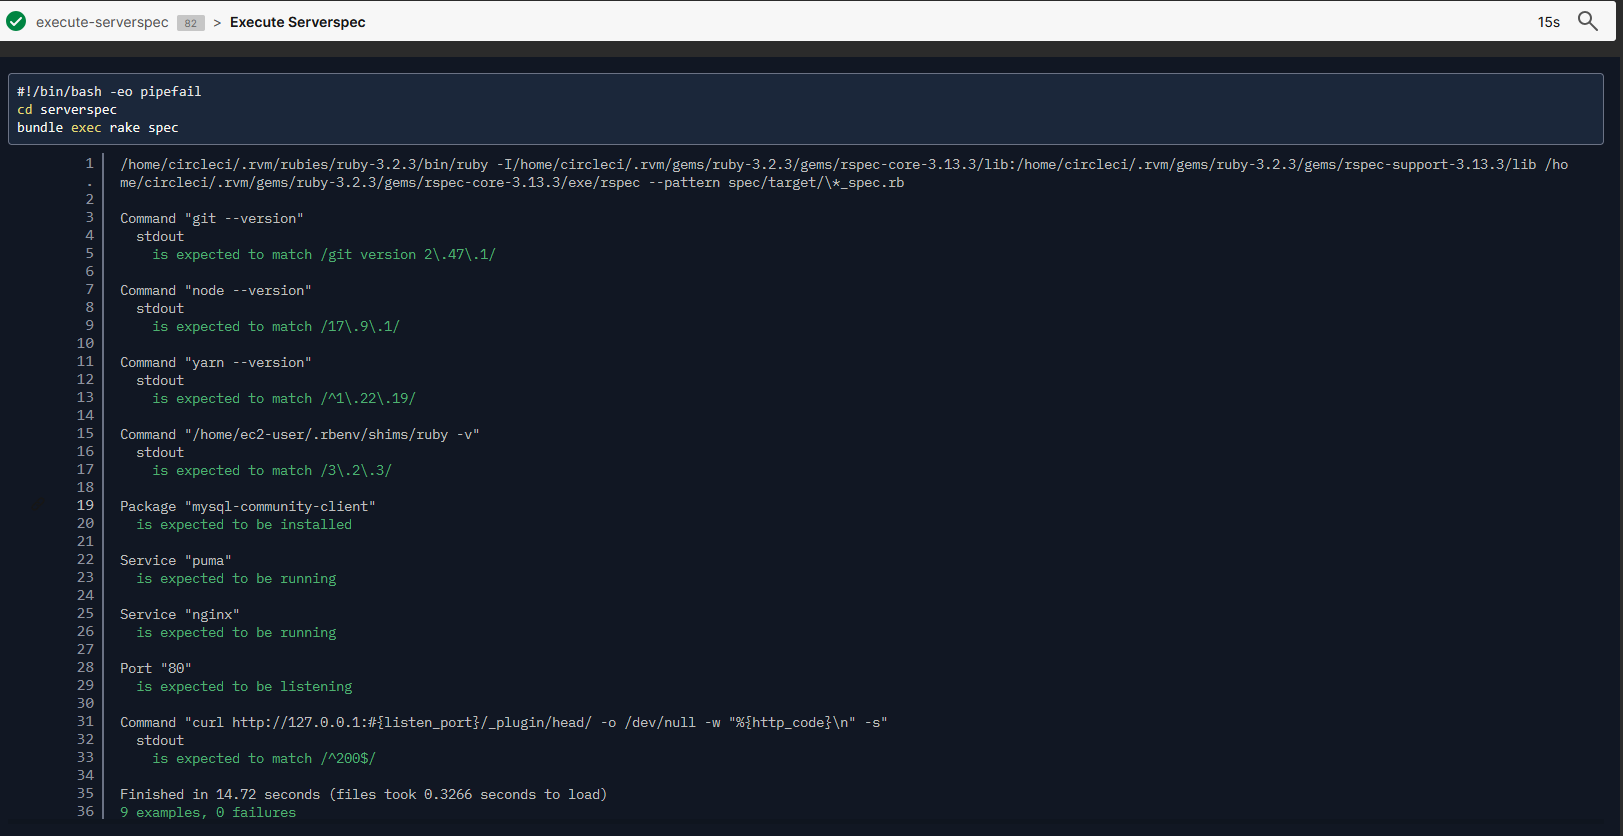 execute-serverspec 82 > Execute Serverspec 15s
#!/bin/bash -eo pipefail
cd serverspec
bundle exec rake spec
1 /home/circleci/.rvm/rubies/ruby-3.2.3/bin/ruby -I/home/circleci/.rvm/gems/ruby-3.2.3/gems/rspec-core-3.13.3/lib:/home/circleci/.rvm/gems/ruby-3.2.3/gems/rspec-support-3.13.3/lib /ho
. me/circleci/.rvm/gems/ruby-3.2.3/gems/rspec-core-3.13.3/exe/rspec --pattern spec/target/\*_spec.rb
2
3 Command "git --version"
4 stdout
5 is expected to match /git version 2\.47\.1/
6
7 Command "node --version"
8 stdout
9 is expected to match /17\.9\.1/
10
11 Command "yarn --version"
12 stdout
13 is expected to match /^1\.22\.19/
14
15 Command "/home/ec2-user/.rbenv/shims/ruby -v"
16 stdout
17 is expected to match /3\.2\.3/
18
19 Package "mysql-community-client"
20 is expected to be installed
21
22 Service "puma"
23 is expected to be running
24
25 Service "nginx"
26 is expected to be running
27
28 Port "80"
29 is expected to be listening
30
31 Command "curl http://127.0.0.1:#{listen_port}/_plugin/head/ -o /dev/null -w "%{http_code}\n" -s"
32 stdout
33 is expected to match /^200$/
34
35 Finished in 14.72 seconds (files took 0.3266 seconds to load)
36 9 examples, 0 failures